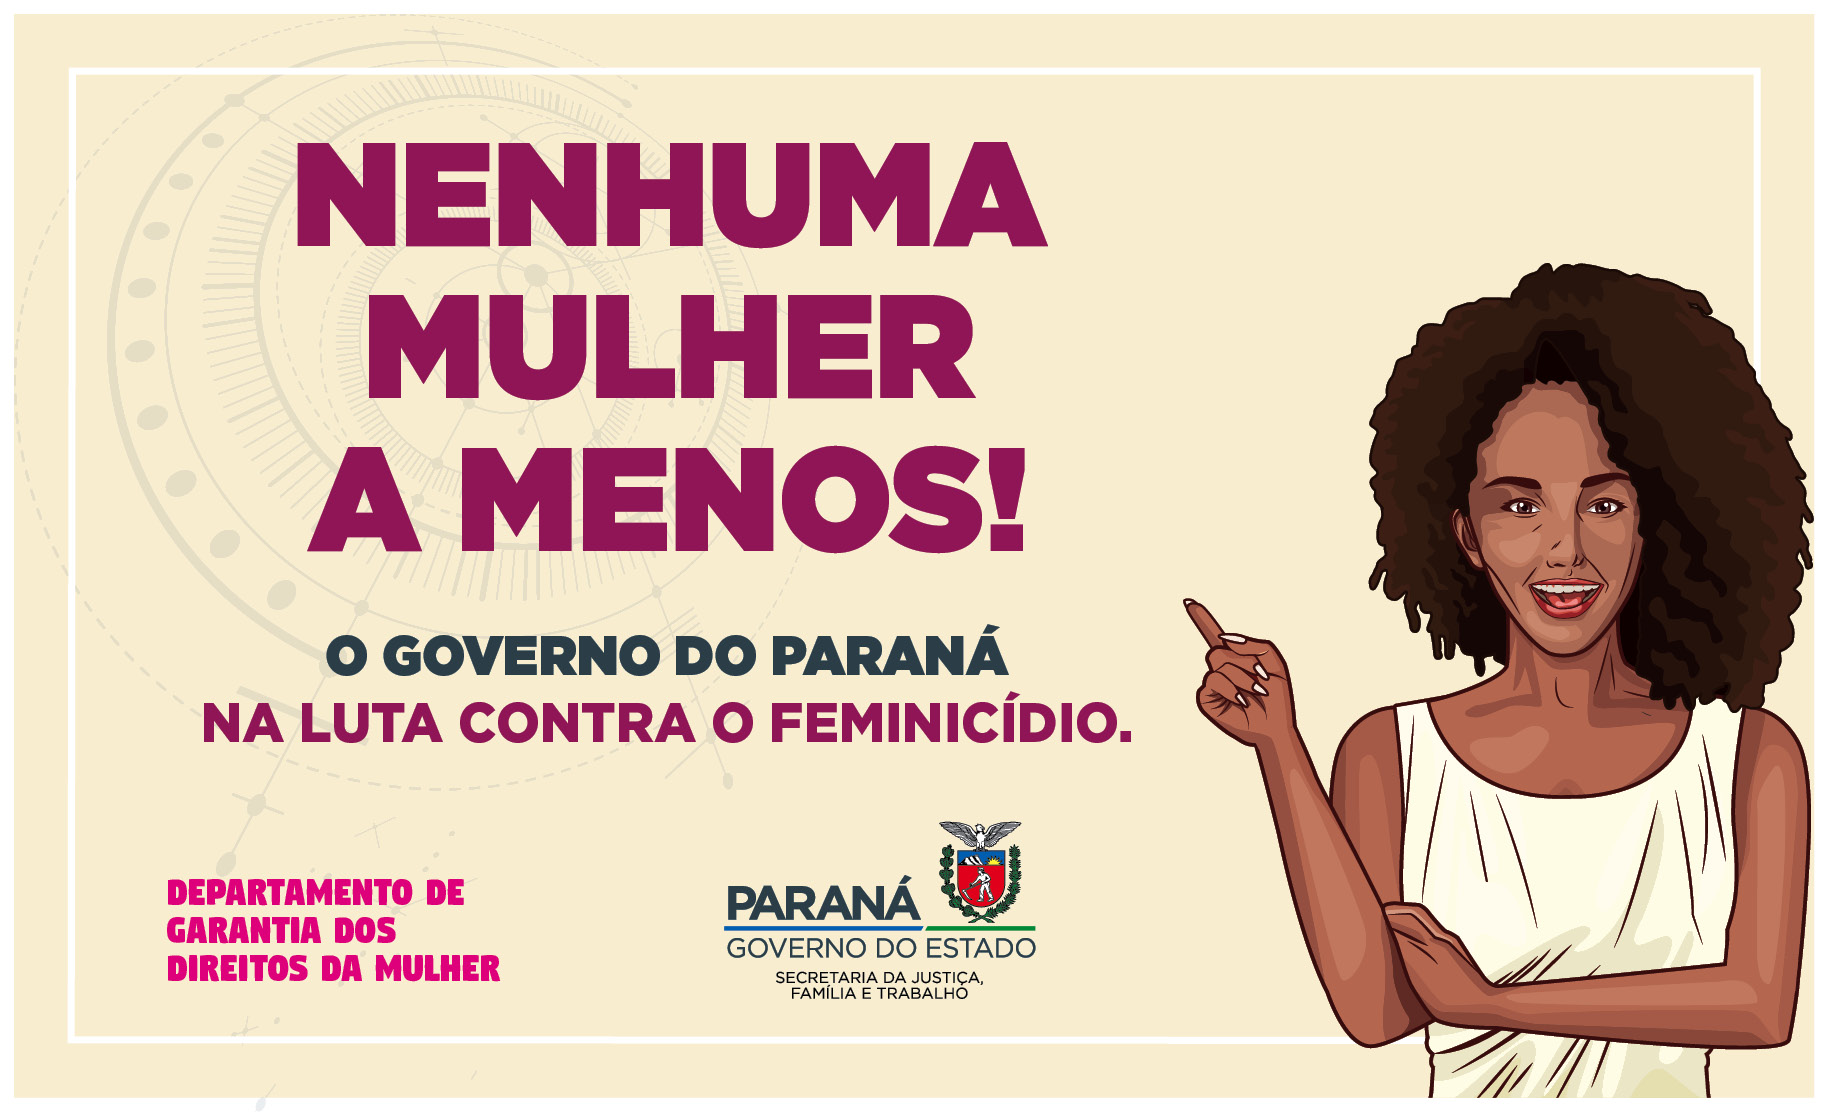 NENHUMA
MULHER
A MENOS!
O GOVERNO DO PARANÁ
NA LUTA CONTRA O FEMINICÍDIO.
DEPARTAMENTO DE
GARANTIA DOS
DIREITOS DA MULHER
PARANÁ
GOVERNO DO ESTADO
SECRETARIA DA JUSTIÇA,
FAMÍLIA E TRABALHO